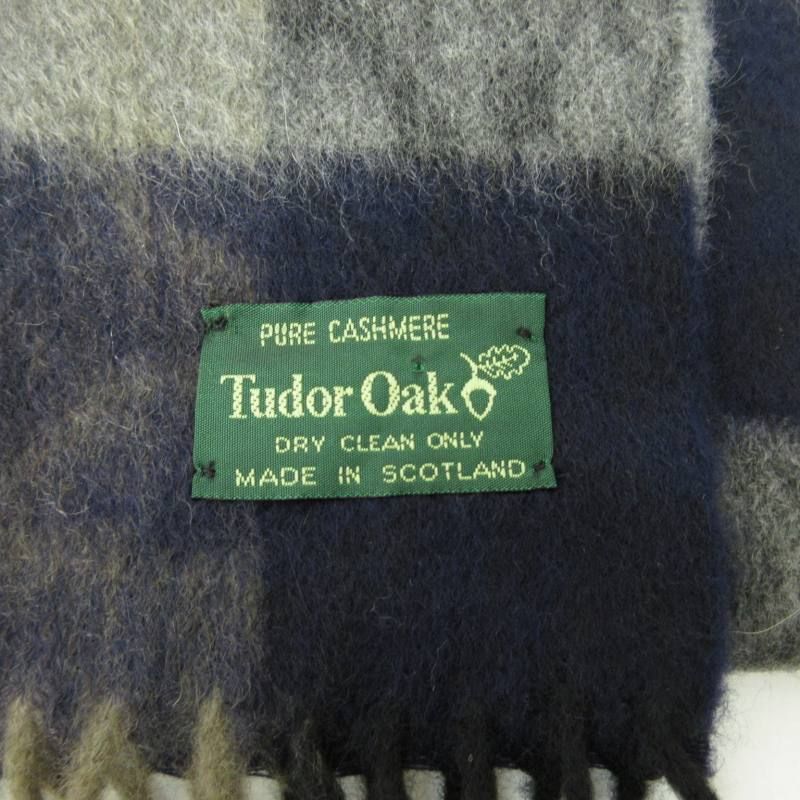 PURE CASHMERE
Tudor Oak
DRY CLEAN ONLY
MADE IN SCOTLAND